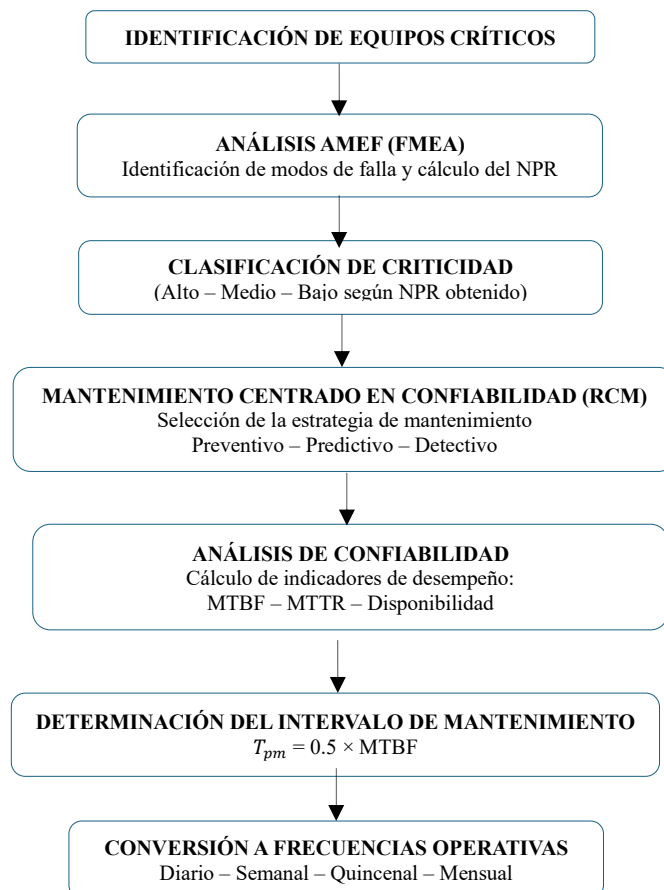 IDENTIFICACIÓN DE EQUIPOS CRÍTICOS
ANÁLISIS AMEF (FMEA)
Identificación de modos de falla y cálculo del NPR
CLASIFICACIÓN DE CRITICIDAD
(Alto – Medio – Bajo según NPR obtenido)
MANTENIMIENTO CENTRADO EN CONFIABILIDAD (RCM)
Selección de la estrategia de mantenimiento
Preventivo – Predictivo – Detectivo
ANÁLISIS DE CONFIABILIDAD
Cálculo de indicadores de desempeño:
MTBF – MTTR – Disponibilidad
DETERMINACIÓN DEL INTERVALO DE MANTENIMIENTO
T_pm = 0.5 × MTBF
CONVERSIÓN A FRECUENCIAS OPERATIVAS
Diario – Semanal – Quincenal – Mensual